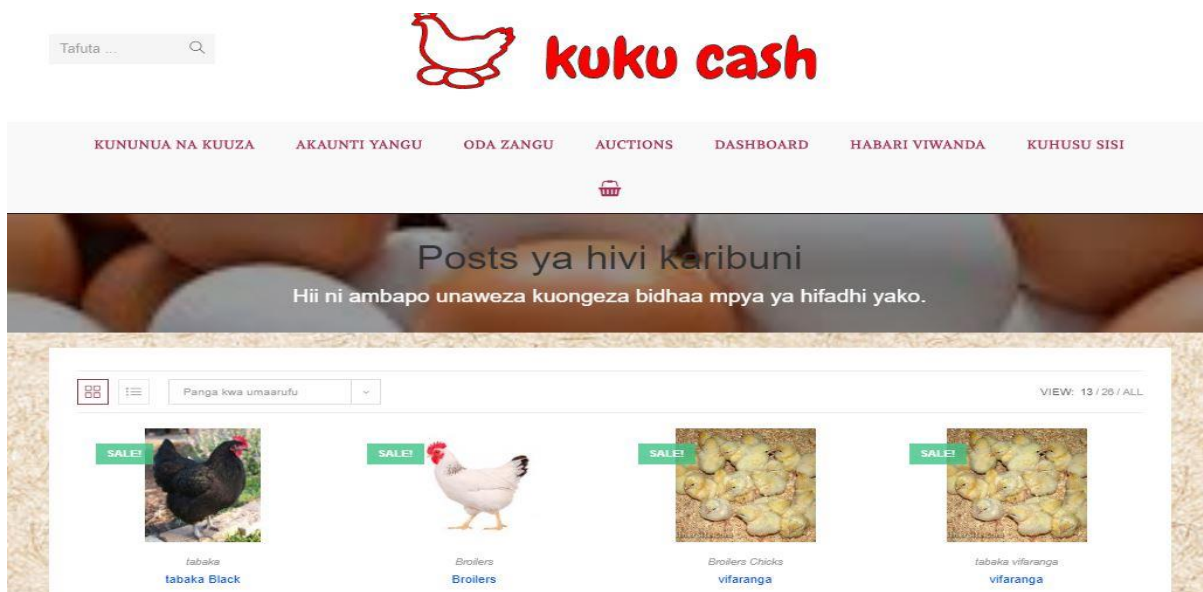 Tafuta ...
kuku cash
KUNUNUA NA KUUZA AKAUNTI YANGU ODA ZANGU AUCTIONS DASHBOARD HABARI VIWANDA KUHUSU SISI
Posts ya hivi karibuni
Hii ni ambapo unaweza kuongeza bidhaa mpya ya hifadhi yako.
Panga kwa umaarufu
VIEW: 13 / 26 / ALL
SALE! SALE! SALE! SALE!
tabaka Broilers Broilers Chicks tabaka vifaranga
tabaka Black Broilers vifaranga vifaranga